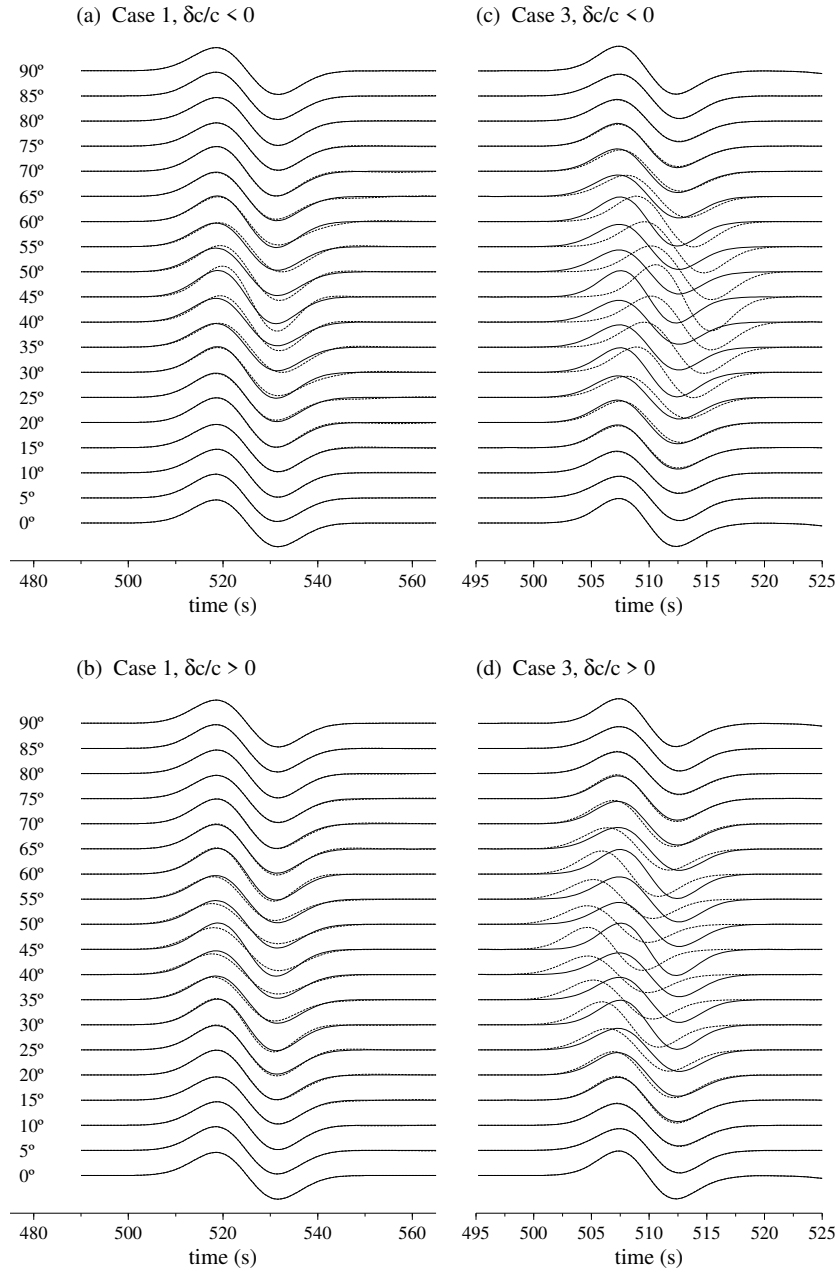 (a) Case 1, δc/c < 0
90º
85º
80º
75º
70º
65º
60º
55º
50º
45º
40º
35º
30º
25º
20º
15º
10º
5º
0º
480 500 520 540 560
time (s)
(c) Case 3, δc/c < 0
495 500 505 510 515 520 525
time (s)
(b) Case 1, δc/c > 0
90º
85º
80º
75º
70º
65º
60º
55º
50º
45º
40º
35º
30º
25º
20º
15º
10º
5º
0º
480 500 520 540 560
time (s)
(d) Case 3, δc/c > 0
495 500 505 510 515 520 525
time (s)